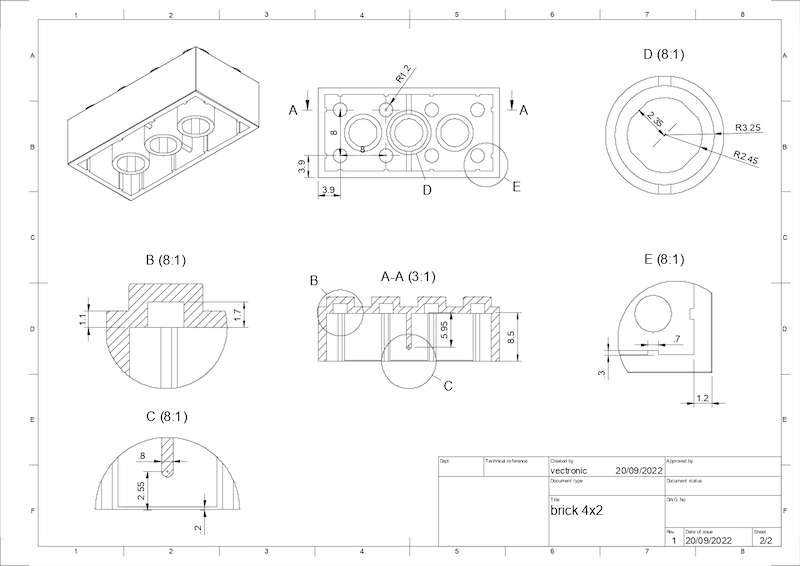 1 2 3 4 5 6 7 8
A A
B B
C C
D D
E E
F F
R1.2
A A
8
8
3.9
3.9
D
E
D (8:1)
2.35
R3.25
R2.45
B (8:1)
1.1
1.7
B
A-A (3:1)
5.95
8.5
C
E (8:1)
.7
.3
1.2
C (8:1)
.8
2.55
.2
Dept. Technical reference Created by Approved by
vectronic 20/09/2022
Document type Document status
Title DWG No.
brick 4x2
Rev. Date of issue Sheet
1 20/09/2022 2/2
1 2 3 4 5 6 7 8